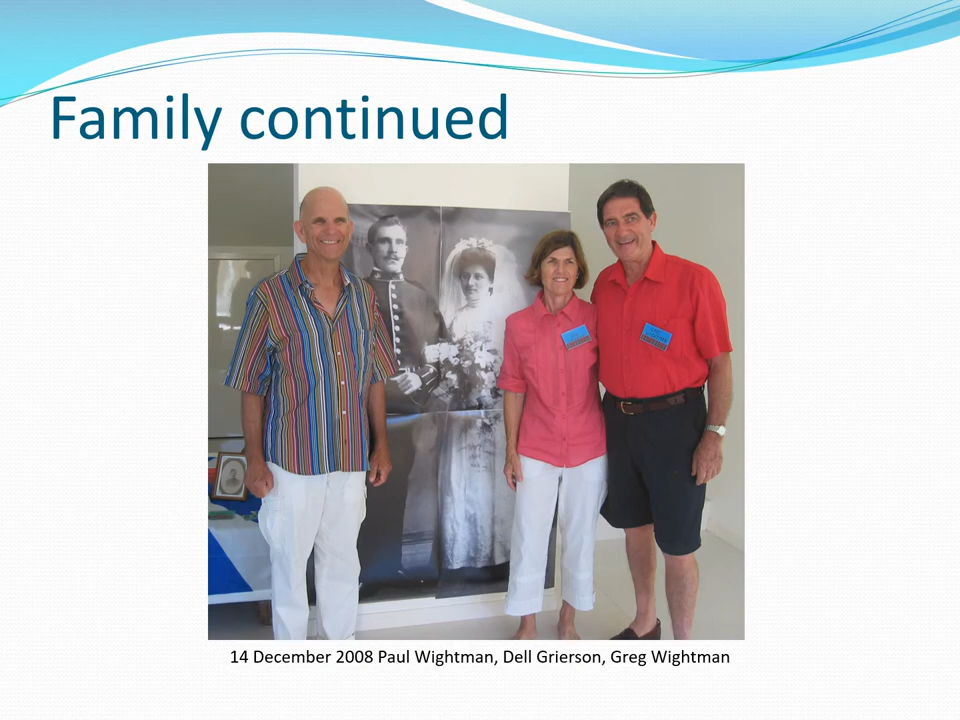 Family continued
14 December 2008 Paul Wightman, Dell Grierson, Greg Wightman